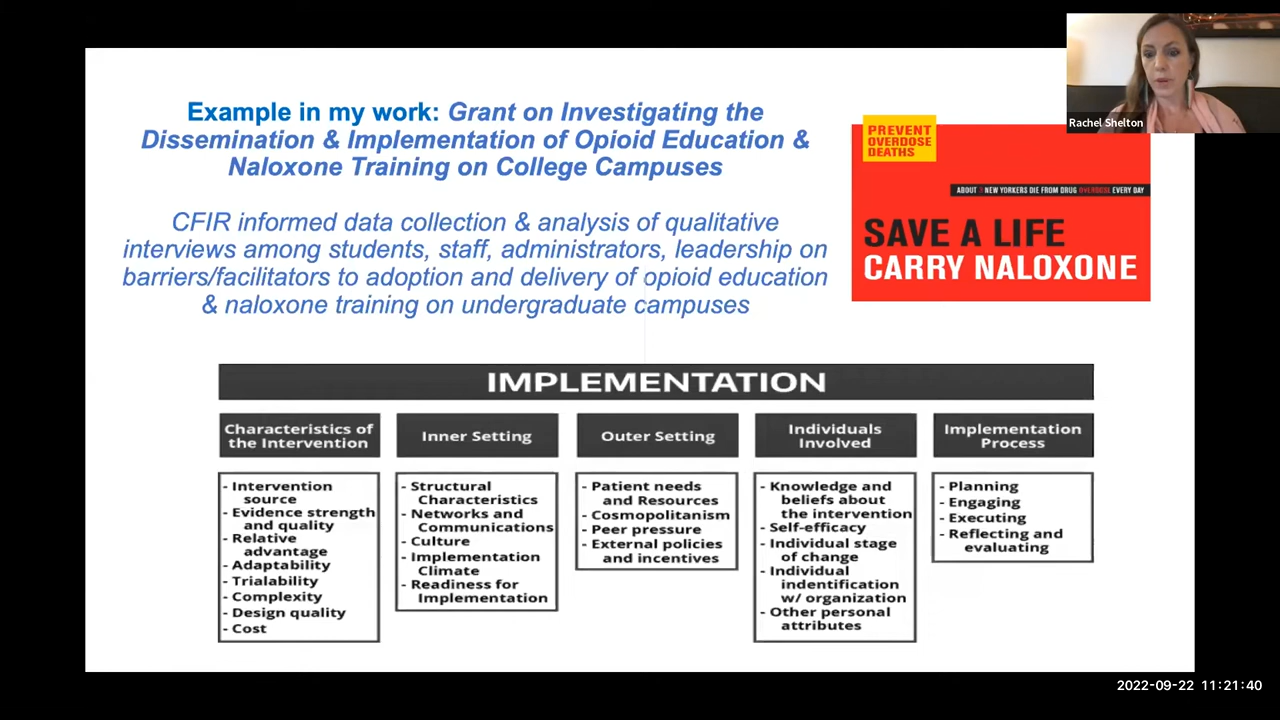 Example in my work: Grant on Investigating the
Dissemination & Implementation of Opioid Education &
Naloxone Training on College Campuses
CFIR informed data collection & analysis of qualitative
interviews among students, staff, administrators, leadership on
barriers/facilitators to adoption and delivery of opioid education
& naloxone training on undergraduate campuses
Rachel Shelton
PREVENT
OVERDOSE
DEATHS
ABOUT 3 NEW YORKERS DIE FROM DRUG OVERDOSE EVERY DAY
SAVE A LIFE
CARRY NALOXONE
IMPLEMENTATION
Characteristics of
the Intervention
- Intervention
source
- Evidence strength
and quality
- Relative
advantage
- Adaptability
- Trialability
- Complexity
- Design quality
- Cost
Inner Setting
- Structural
Characteristics
- Networks and
Communications
- Culture
- Implementation
Climate
- Readiness for
Implementation
Outer Setting
- Patient needs
and Resources
- Cosmopolitanism
- Peer pressure
- External policies
and incentives
Individuals
Involved
- Knowledge and
beliefs about
the intervention
- Self-efficacy
- Individual stage
of change
- Individual
indentification
w/ organization
- Other personal
attributes
Implementation
Process
- Planning
- Engaging
- Executing
- Reflecting and
evaluating
2022-09-22 11:21:40